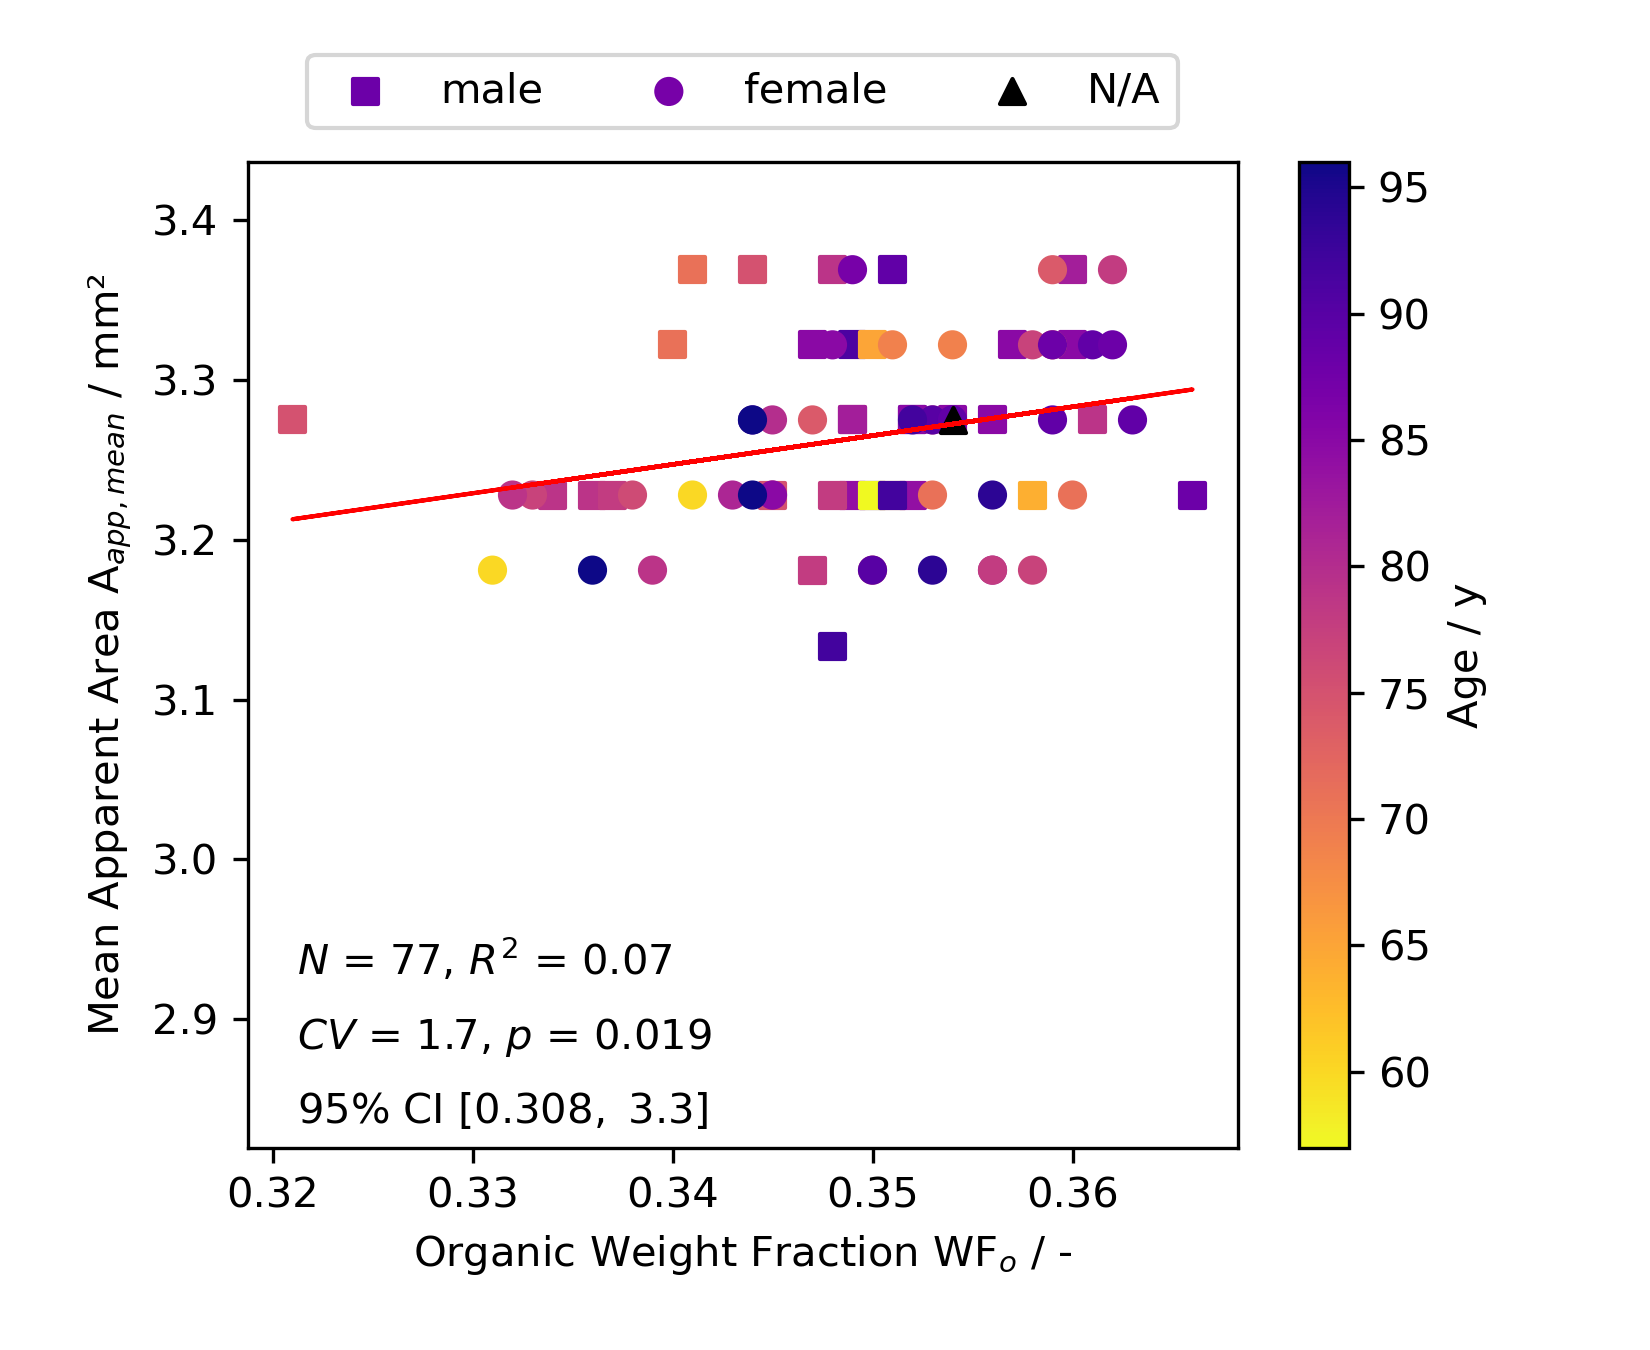 male female N/A
3.4
3.3
3.2
3.1
3.0
2.9
Mean Apparent Area A_{app, mean} / mm²
N = 77, R² = 0.07
CV = 1.7, p = 0.019
95% CI [0.308, 3.3]
0.32 0.33 0.34 0.35 0.36
Organic Weight Fraction WF_o / -
95
90
85
80
75
70
65
60
Age / y